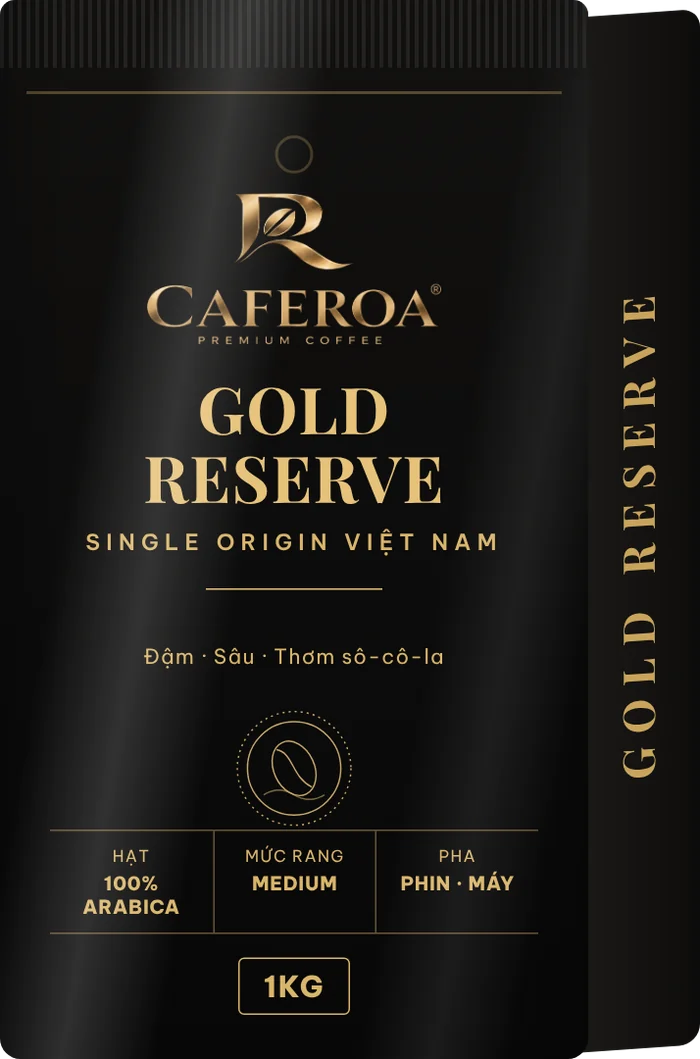 R
CAFEROA®
PREMIUM COFFEE
GOLD
RESERVE
SINGLE ORIGIN VIỆT NAM
Đậm · Sâu · Thơm sô-cô-la
HẠT
100%
ARABICA
MỨC RANG
MEDIUM
PHA
PHIN · MÁY
1KG
GOLD RESERVE